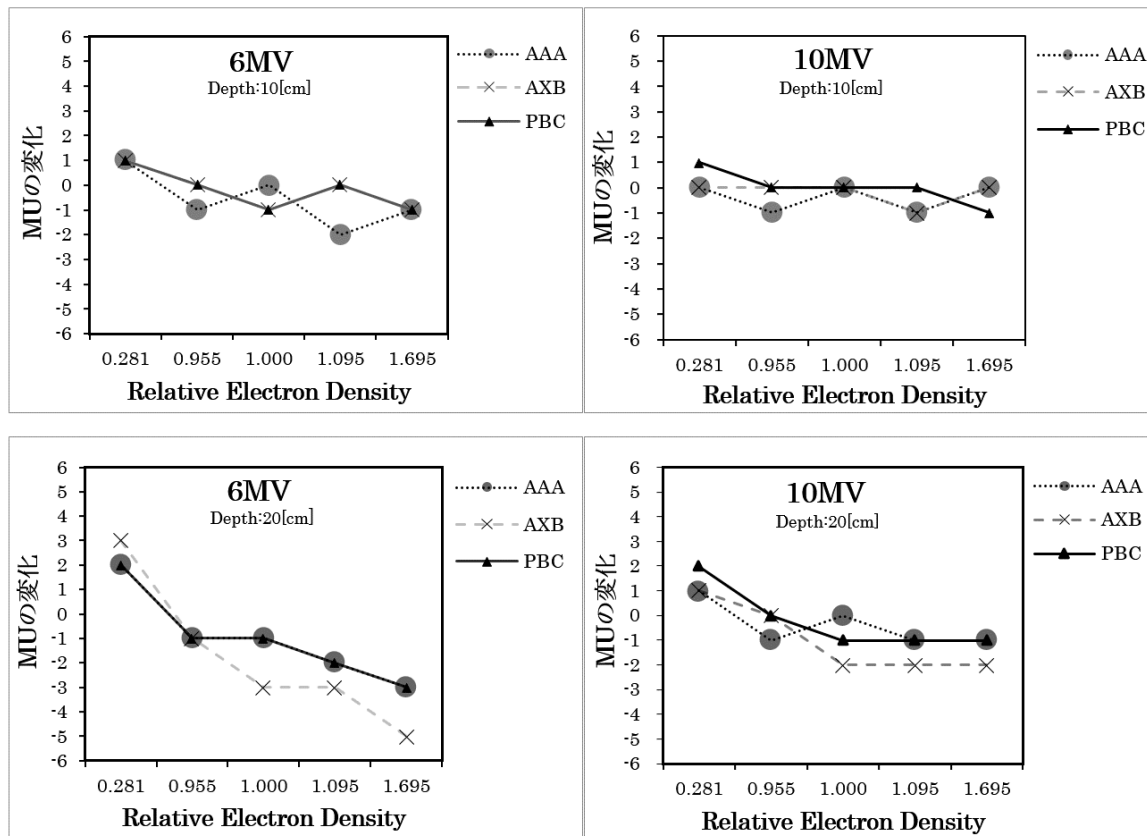 6MV
Depth:10[cm]
AAA
AXB
PBC
MUの変化
6
5
4
3
2
1
0
-1
-2
-3
-4
-5
-6
0.281 0.955 1.000 1.095 1.695
Relative Electron Density
10MV
Depth:10[cm]
AAA
AXB
PBC
MUの変化
6
5
4
3
2
1
0
-1
-2
-3
-4
-5
-6
0.281 0.955 1.000 1.095 1.695
Relative Electron Density
6MV
Depth:20[cm]
AAA
AXB
PBC
MUの変化
6
5
4
3
2
1
0
-1
-2
-3
-4
-5
-6
0.281 0.955 1.000 1.095 1.695
Relative Electron Density
10MV
Depth:20[cm]
AAA
AXB
PBC
MUの変化
6
5
4
3
2
1
0
-1
-2
-3
-4
-5
-6
0.281 0.955 1.000 1.095 1.695
Relative Electron Density